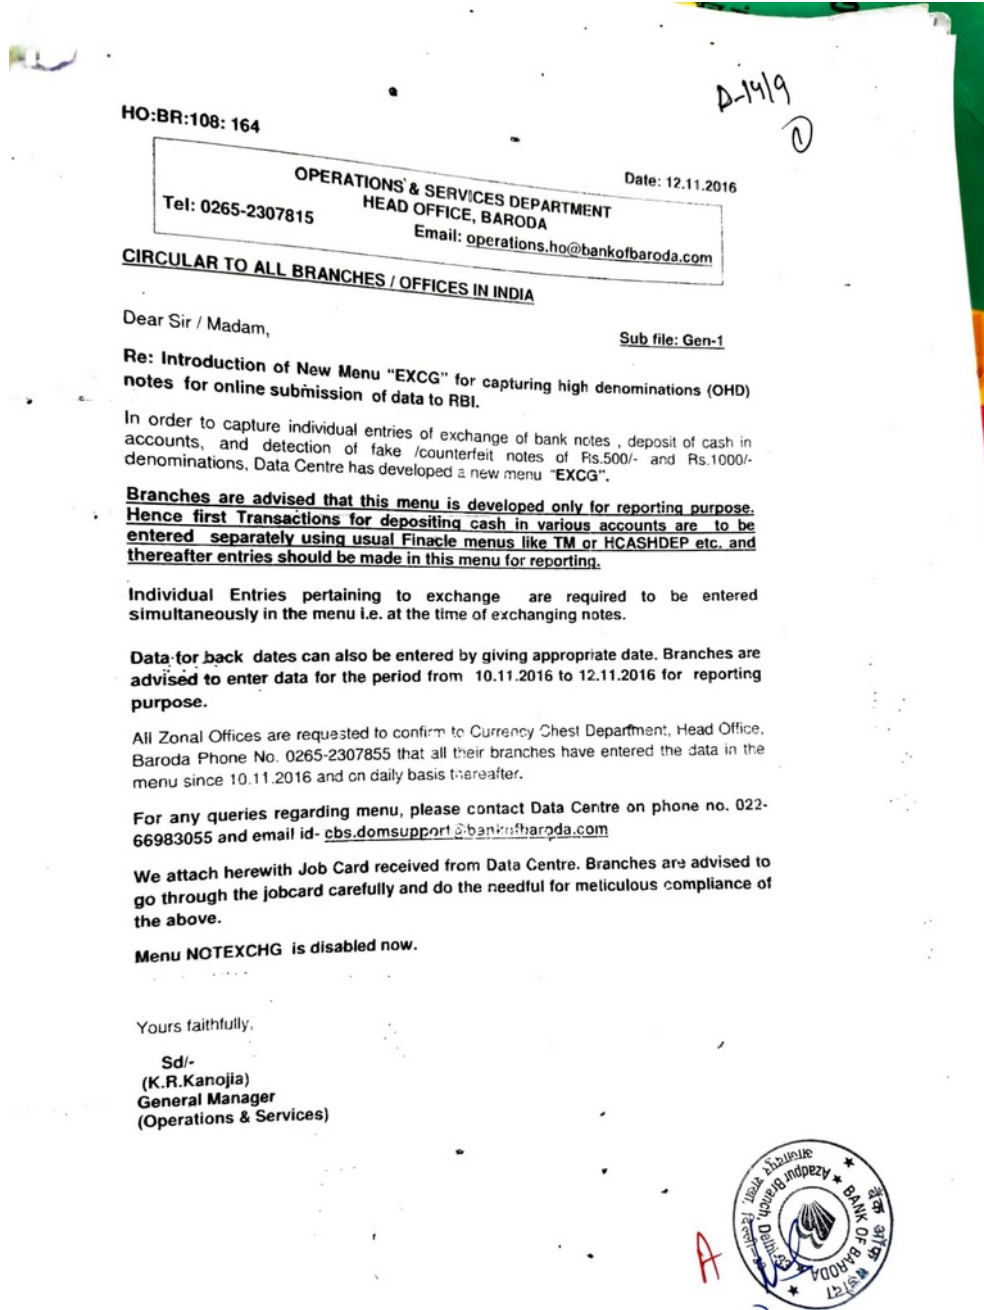 D-14/9
1
HO:BR:108: 164
Date: 12.11.2016
OPERATIONS & SERVICES DEPARTMENT
HEAD OFFICE, BARODA
Tel: 0265-2307815
Email: operations.ho@bankofbaroda.com
CIRCULAR TO ALL BRANCHES / OFFICES IN INDIA
Dear Sir / Madam,
Sub file: Gen-1
Re: Introduction of New Menu "EXCG" for capturing high denominations (OHD)
notes for online submission of data to RBI.
In order to capture individual entries of exchange of bank notes , deposit of cash in
accounts, and detection of fake /counterfeit notes of Rs.500/- and Rs.1000/-
denominations, Data Centre has developed a new menu "EXCG".
Branches are advised that this menu is developed only for reporting purpose.
Hence first Transactions for depositing cash in various accounts are to be
entered separately using usual Finacle menus like TM or HCASHDEP etc. and
thereafter entries should be made in this menu for reporting.
Individual Entries pertaining to exchange are required to be entered
simultaneously in the menu i.e. at the time of exchanging notes.
Data for back dates can also be entered by giving appropriate date. Branches are
advised to enter data for the period from 10.11.2016 to 12.11.2016 for reporting
purpose.
All Zonal Offices are requested to confirm to Currency Chest Department, Head Office,
Baroda Phone No. 0265-2307855 that all their branches have entered the data in the
menu since 10.11.2016 and on daily basis thereafter.
For any queries regarding menu, please contact Data Centre on phone no. 022-
66983055 and email id- cbs.domsupport@bankofbaroda.com
We attach herewith Job Card received from Data Centre. Branches are advised to
go through the jobcard carefully and do the needful for meticulous compliance of
the above.
Menu NOTEXCHG is disabled now.
Yours faithfully,
Sd/-
(K.R.Kanojia)
General Manager
(Operations & Services)
A
बैंक ऑफ बड़ौदा
आजादपुर शाखा, दिल्ली
BANK OF BARODA
Azadpur Branch, Delhi